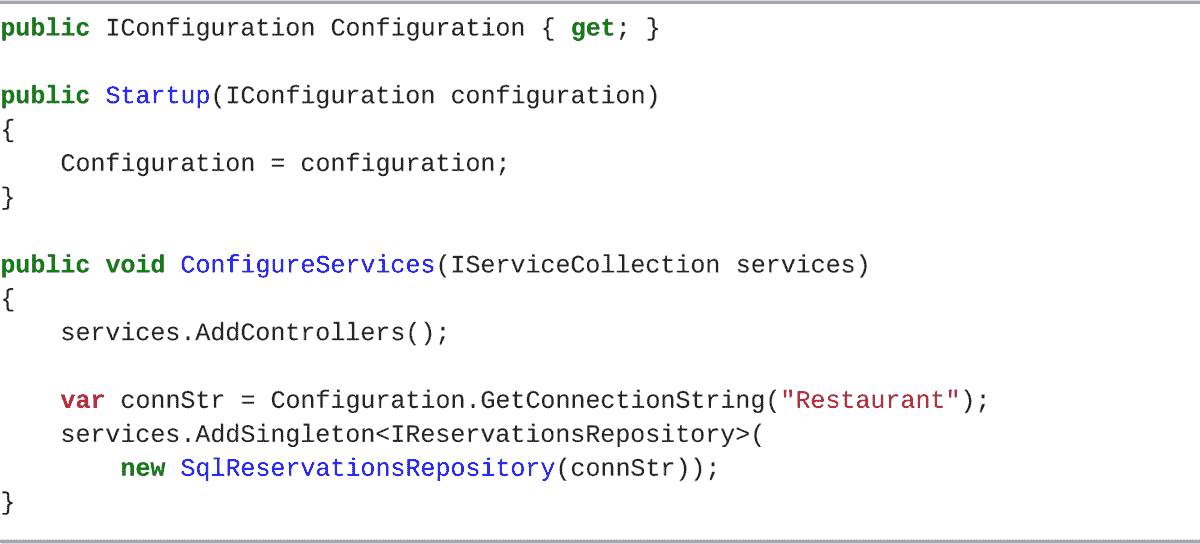 public IConfiguration Configuration { get; }
public Startup(IConfiguration configuration)
{
    Configuration = configuration;
}
public void ConfigureServices(IServiceCollection services)
{
    services.AddControllers();
    var connStr = Configuration.GetConnectionString("Restaurant");
    services.AddSingleton<IReservationsRepository>(
        new SqlReservationsRepository(connStr));
}